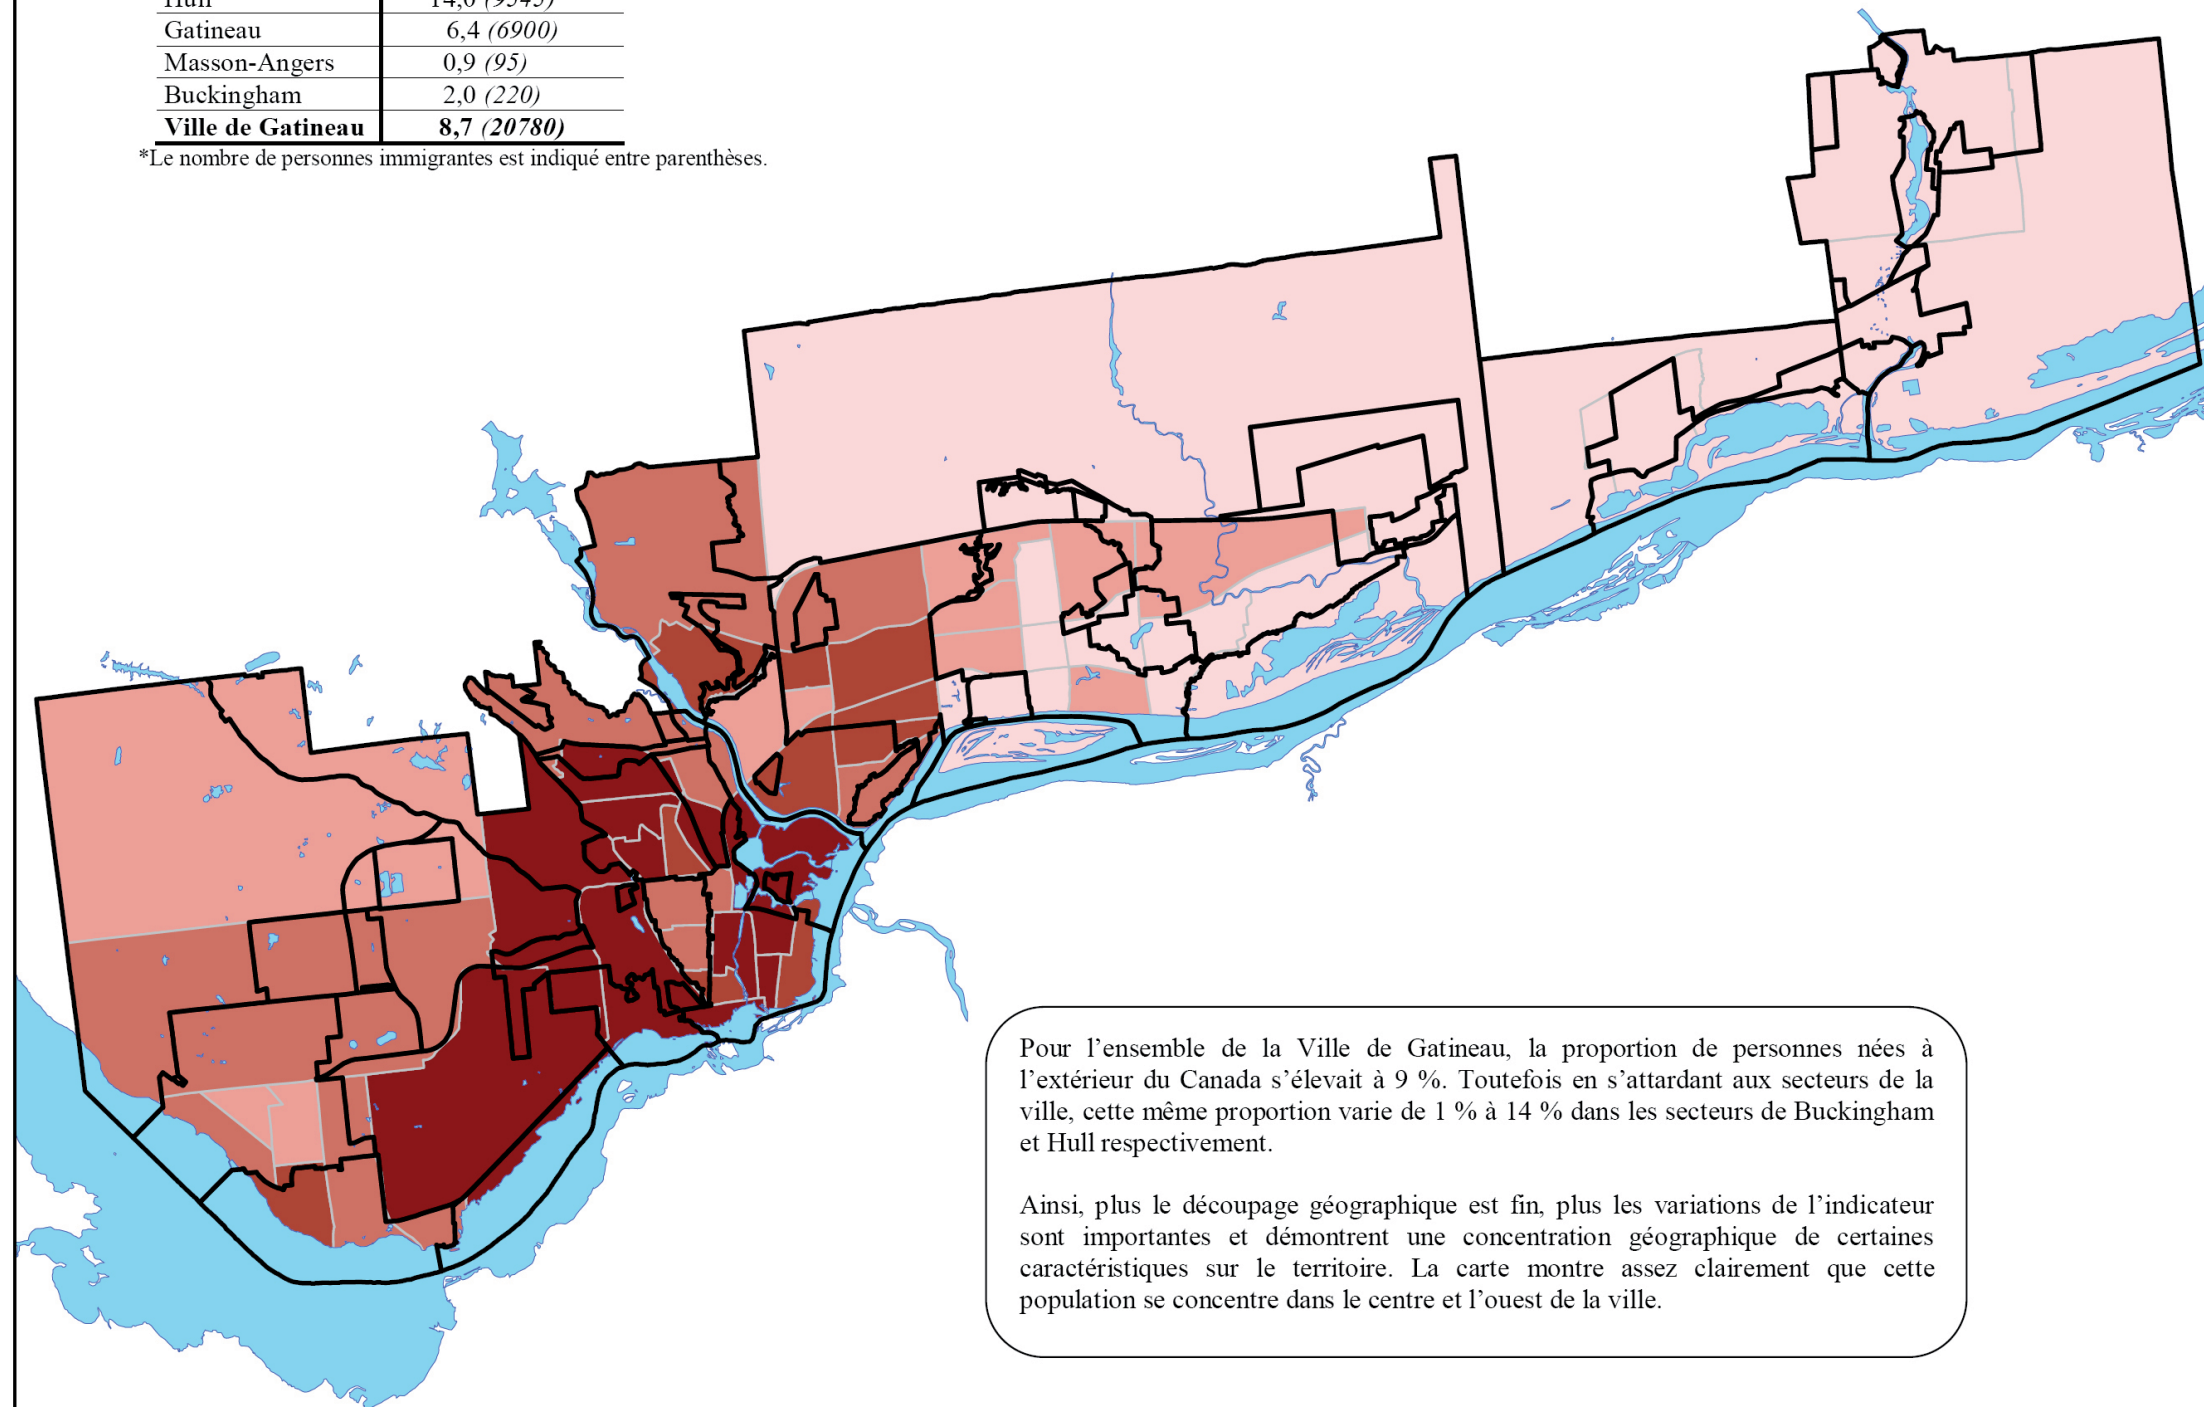 Hull 14,0 (9545)
Gatineau 6,4 (6900)
Masson-Angers 0,9 (95)
Buckingham 2,0 (220)
Ville de Gatineau 8,7 (20780)
*Le nombre de personnes immigrantes est indiqué entre parenthèses.
Pour l’ensemble de la Ville de Gatineau, la proportion de personnes nées à
l’extérieur du Canada s’élevait à 9 %. Toutefois en s’attardant aux secteurs de la
ville, cette même proportion varie de 1 % à 14 % dans les secteurs de Buckingham
et Hull respectivement.
Ainsi, plus le découpage géographique est fin, plus les variations de l’indicateur
sont importantes et démontrent une concentration géographique de certaines
caractéristiques sur le territoire. La carte montre assez clairement que cette
population se concentre dans le centre et l’ouest de la ville.